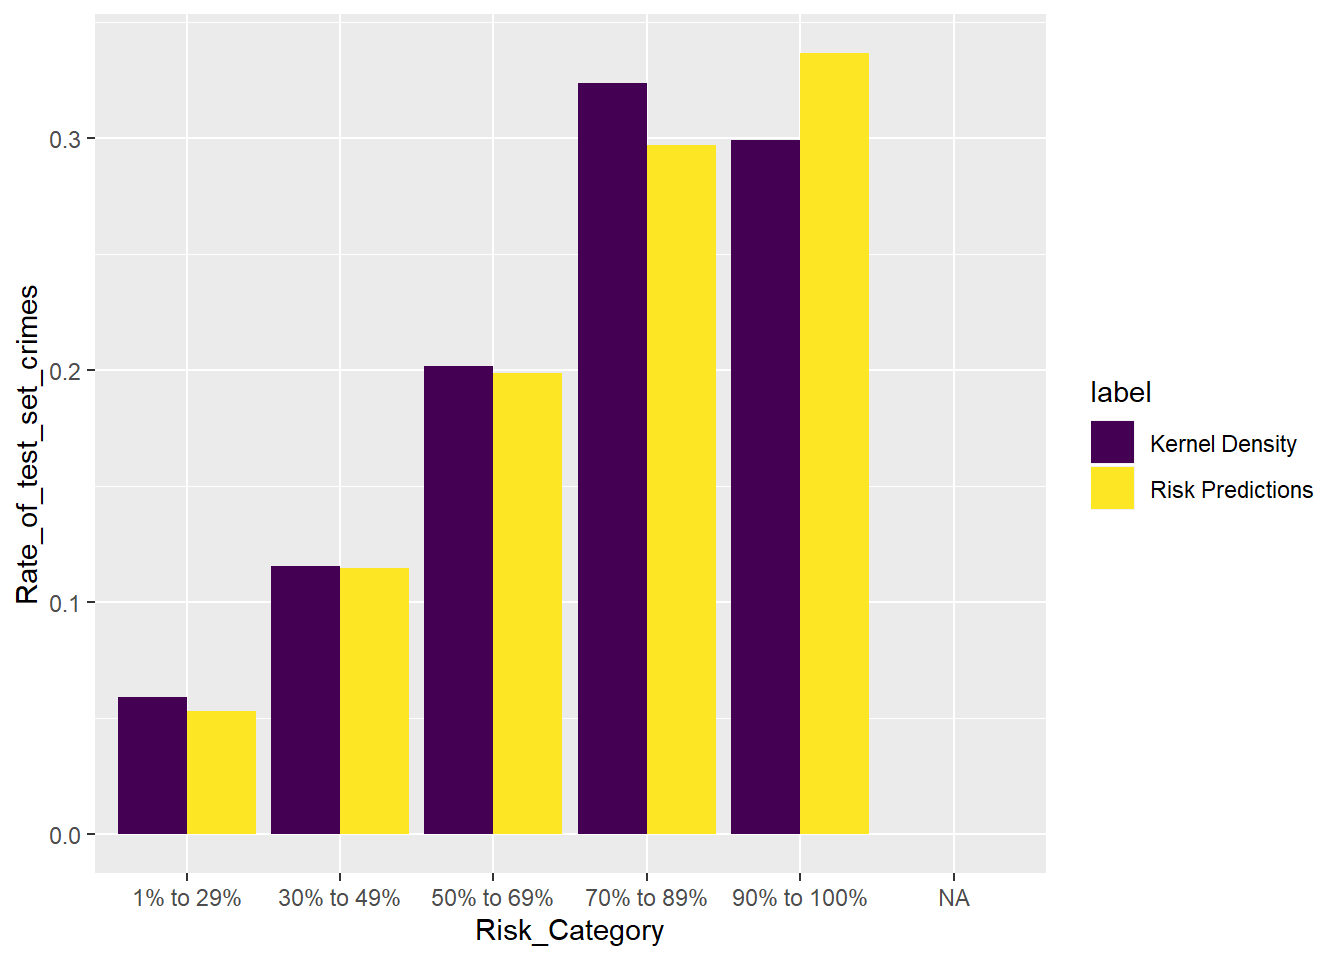 Rate_of_test_set_crimes
0.3
0.2
0.1
0.0
1% to 29%
30% to 49%
50% to 69%
70% to 89%
90% to 100%
NA
Risk_Category
label
Kernel Density
Risk Predictions